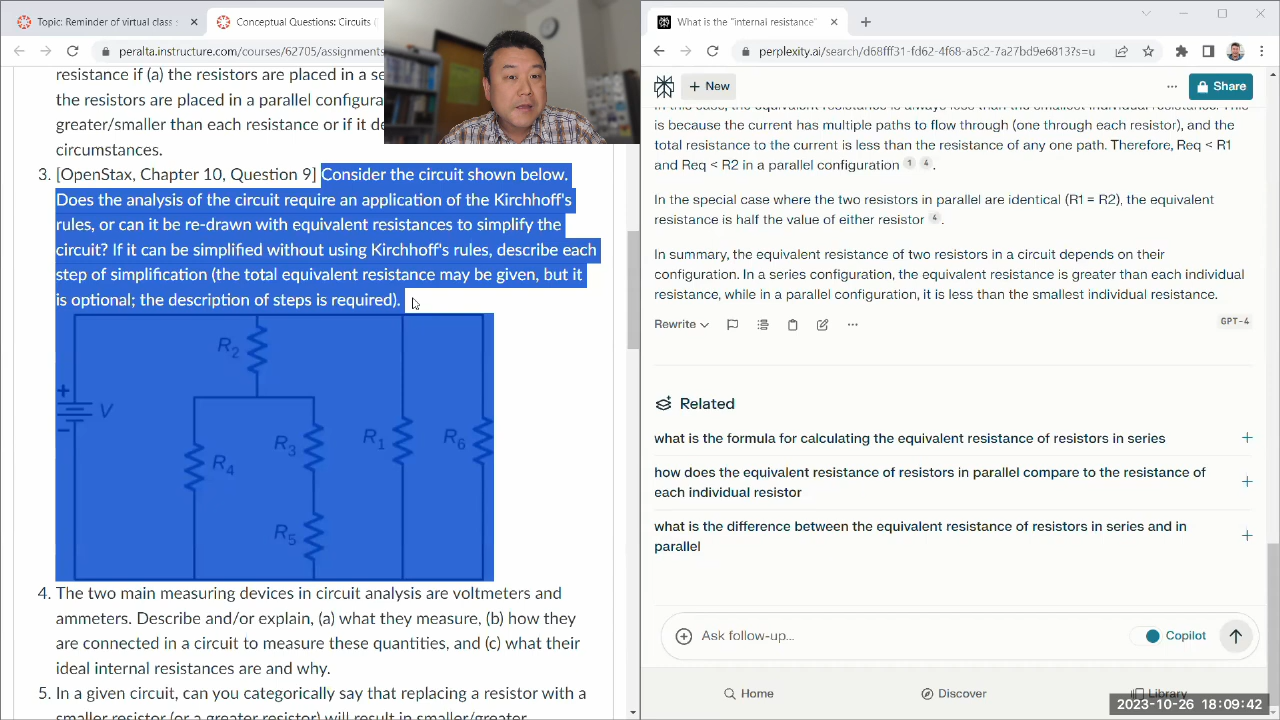 Topic: Reminder of virtual class
Conceptual Questions: Circuits (
What is the "internal resistance"
peralta.instructure.com/courses/62705/assignments
perplexity.ai/search/d68fff31-fd62-4f68-a5c2-7a27bd9e6813?s=u
resistance if (a) the resistors are placed in a se
the resistors are placed in a parallel configura
greater/smaller than each resistance or if it de
circumstances.
3. [OpenStax, Chapter 10, Question 9] Consider the circuit shown below.
Does the analysis of the circuit require an application of the Kirchhoff's
rules, or can it be re-drawn with equivalent resistances to simplify the
circuit? If it can be simplified without using Kirchhoff's rules, describe each
step of simplification (the total equivalent resistance may be given, but it
is optional; the description of steps is required).
R2
+
V
−
R4
R3
R1
R6
R5
4. The two main measuring devices in circuit analysis are voltmeters and
ammeters. Describe and/or explain, (a) what they measure, (b) how they
are connected in a circuit to measure these quantities, and (c) what their
ideal internal resistances are and why.
5. In a given circuit, can you categorically say that replacing a resistor with a
smaller resistor (or a greater resistor) will result in smaller/greater
New
Share
is because the current has multiple paths to flow through (one through each resistor), and the
total resistance to the current is less than the resistance of any one path. Therefore, Req < R1
and Req < R2 in a parallel configuration 1 4 .
In the special case where the two resistors in parallel are identical (R1 = R2), the equivalent
resistance is half the value of either resistor 4 .
In summary, the equivalent resistance of two resistors in a circuit depends on their
configuration. In a series configuration, the equivalent resistance is greater than each individual
resistance, while in a parallel configuration, it is less than the smallest individual resistance.
Rewrite
GPT-4
Related
what is the formula for calculating the equivalent resistance of resistors in series
how does the equivalent resistance of resistors in parallel compare to the resistance of
each individual resistor
what is the difference between the equivalent resistance of resistors in series and in
parallel
Ask follow-up...
Copilot
Home
Discover
Library
2023-10-26 18:09:42